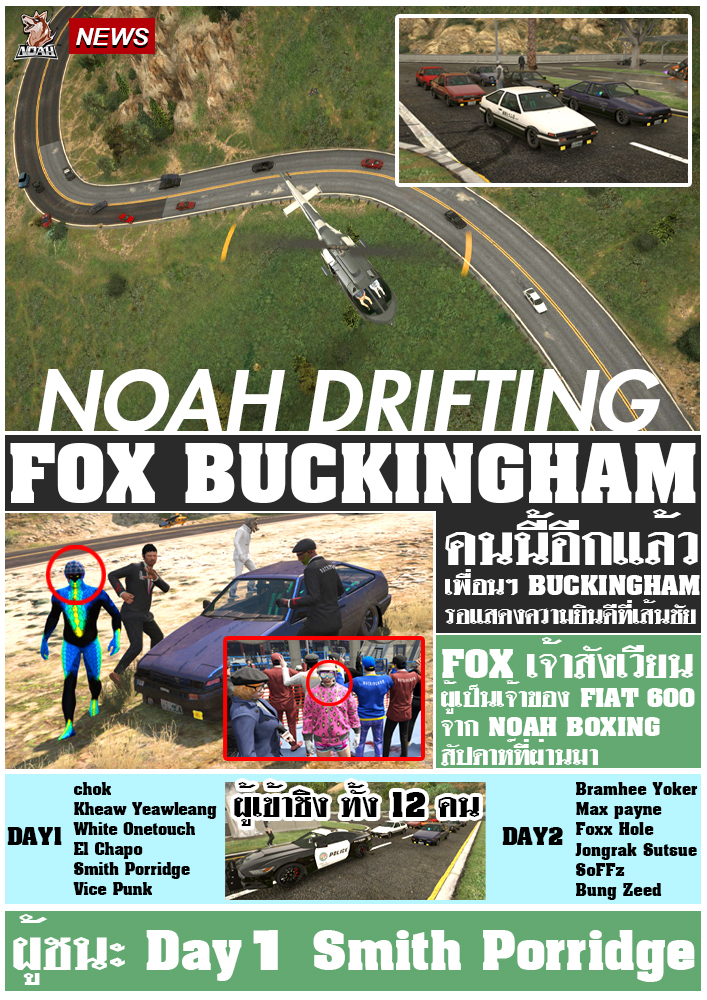 NOAH
NEWS
NOAH DRIFTING
FOX BUCKINGHAM
คนนี้อีกแล้ว
เพื่อนๆ BUCKINGHAM
รอแสดงความยินดีที่เส้นชัย
FOX เจ้าสังเวียน
ผู้เป็นเจ้าของ FIAT 600
จาก NOAH BOXING
สัปดาห์ที่ผ่านมา
DAY1
chok
Kheaw Yeawleang
White Onetouch
El Chapo
Smith Porridge
Vice Punk
ผู้เข้าชิง ทั้ง 12 คน
POLICE
DAY2
Bramhee Yoker
Max payne
Foxx Hole
Jongrak Sutsue
SoFFz
Bung Zeed
ผู้ชนะ Day 1 Smith Porridge